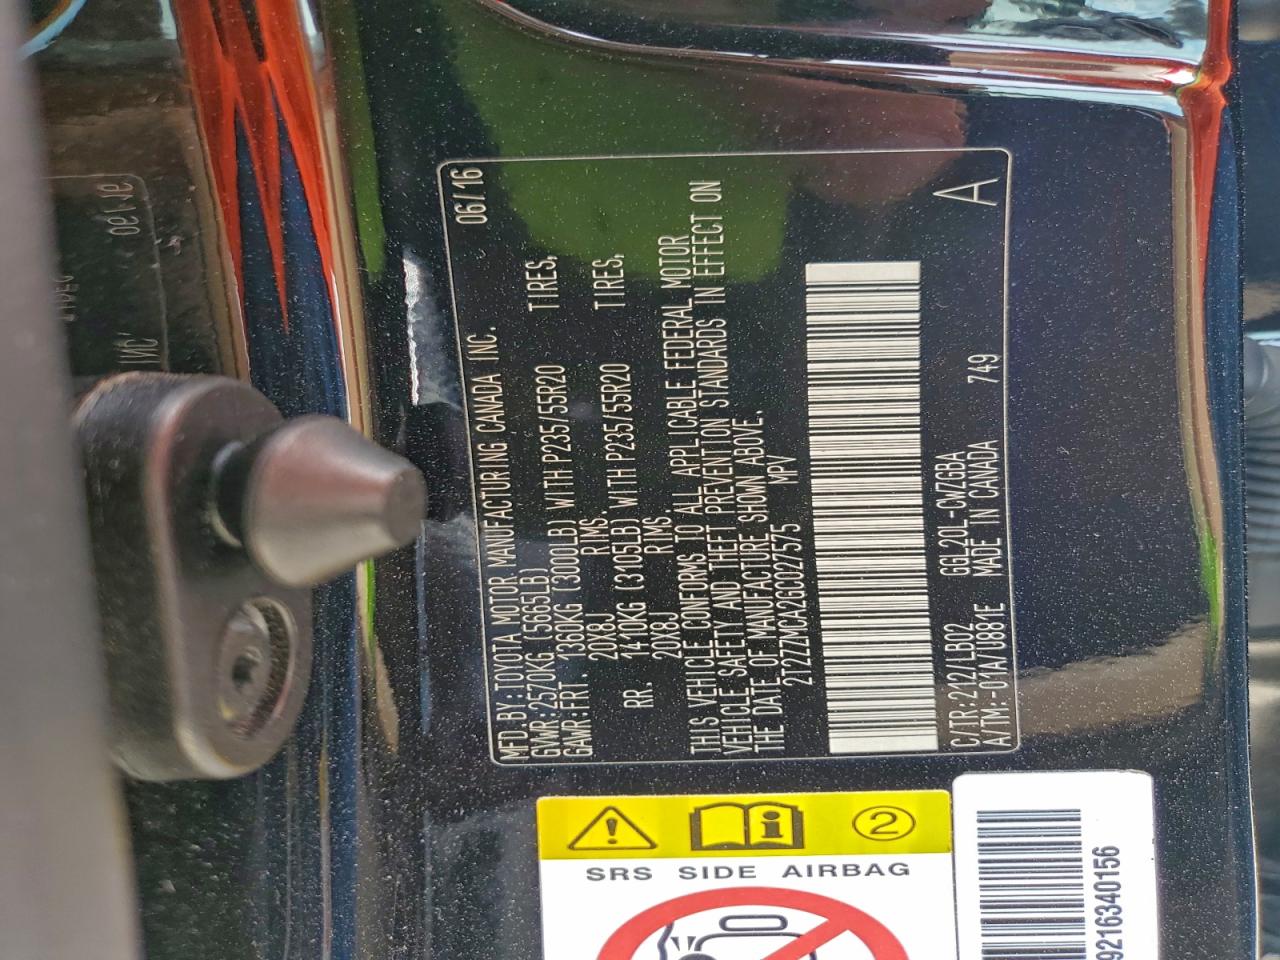 MFD.BY:TOYOTA MOTOR MANUFACTURING CANADA INC. 06/16
GVWR:2570KG (5665LB)
GAWR:FRT. 1360KG (3000LB) WITH P235/55R20 TIRES,
20X8J RIMS
RR. 1410KG (3105LB) WITH P235/55R20 TIRES,
20X8J RIMS
THIS VEHICLE CONFORMS TO ALL APPLICABLE FEDERAL MOTOR
VEHICLE SAFETY AND THEFT PREVENTION STANDARDS IN EFFECT ON
THE DATE OF MANUFACTURE SHOWN ABOVE.
2T2ZZMCA2GC027575 MPV
C/TR:212/LB02 GGL20L-CWZGBA A
A/TM:-01A/U881E MADE IN CANADA 749
2
SRS SIDE AIRBAG
9216340156